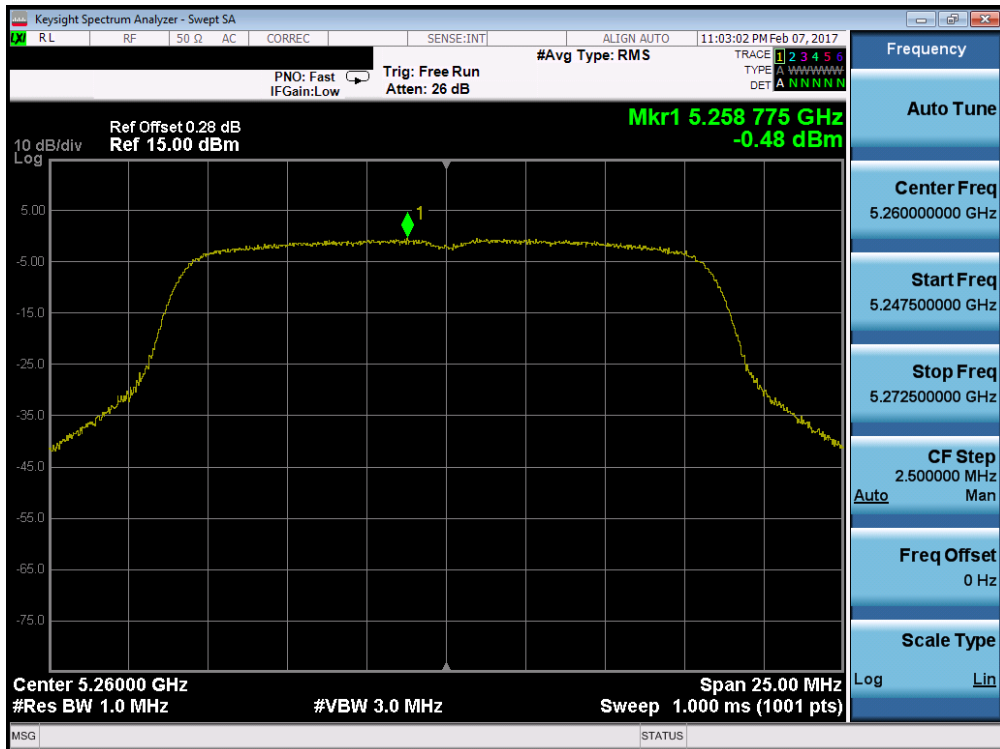 Keysight Spectrum Analyzer - Swept SA
LXI RL RF 50 Ω AC CORREC SENSE:INT ALIGN AUTO 11:03:02 PM Feb 07, 2017
#Avg Type: RMS
TRACE 1 2 3 4 5 6
TYPE A WWWWW
DET A N N N N N
PNO: Fast
IFGain:Low
Trig: Free Run
Atten: 26 dB
Mkr1 5.258 775 GHz
-0.48 dBm
Ref Offset 0.28 dB
10 dB/div Ref 15.00 dBm
Log
1
5.00
-5.00
-15.0
-25.0
-35.0
-45.0
-55.0
-65.0
-75.0
Center 5.26000 GHz Span 25.00 MHz
#Res BW 1.0 MHz #VBW 3.0 MHz Sweep 1.000 ms (1001 pts)
MSG STATUS
Frequency
Auto Tune
Center Freq
5.260000000 GHz
Start Freq
5.247500000 GHz
Stop Freq
5.272500000 GHz
CF Step
2.500000 MHz
Auto Man
Freq Offset
0 Hz
Scale Type
Log Lin